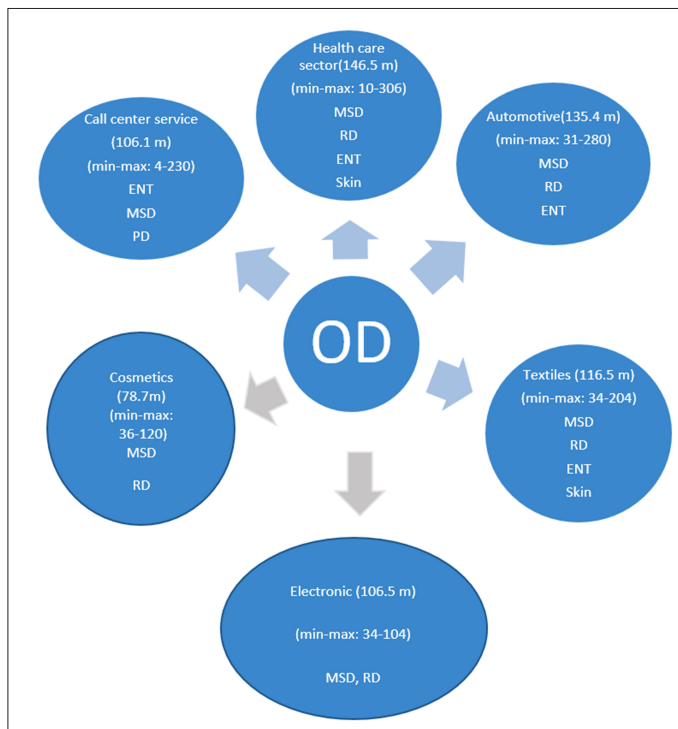 Health care
sector(146.5 m)
(min-max: 10-306)
MSD
RD
ENT
Skin
Call center service
(106.1 m)
(min-max: 4-230)
ENT
MSD
PD
Automotive(135.4 m)
(min-max: 31-280)
MSD
RD
ENT
OD
Cosmetics
(78.7m)
(min-max:
36-120)
MSD
RD
Textiles (116.5 m)
(min-max: 34-204)
MSD
RD
ENT
Skin
Electronic (106.5 m)
(min-max: 34-104)
MSD, RD